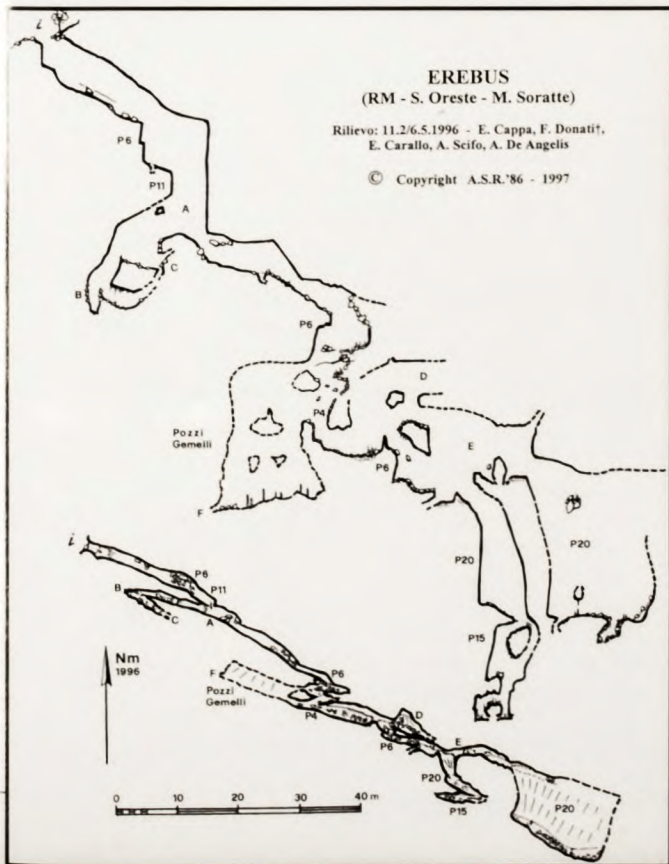 EREBUS
(RM - S. Oreste - M. Soratte)
Rilievo: 11.2/6.5.1996 - E. Cappa, F. Donati†,
E. Carallo, A. Scifo, A. De Angelis
© Copyright A.S.R.'86 - 1997
i
P6
P11
A
C
B
P6
D
P4
Pozzi
Gemelli
E
P6
F
P20
P20
P15
i
P6
B
P11
C
A
Nm
1996
P6
F
Pozzi
Gemelli
P4
D
P6
E
P20
P15
P20
0 10 20 30 40 m